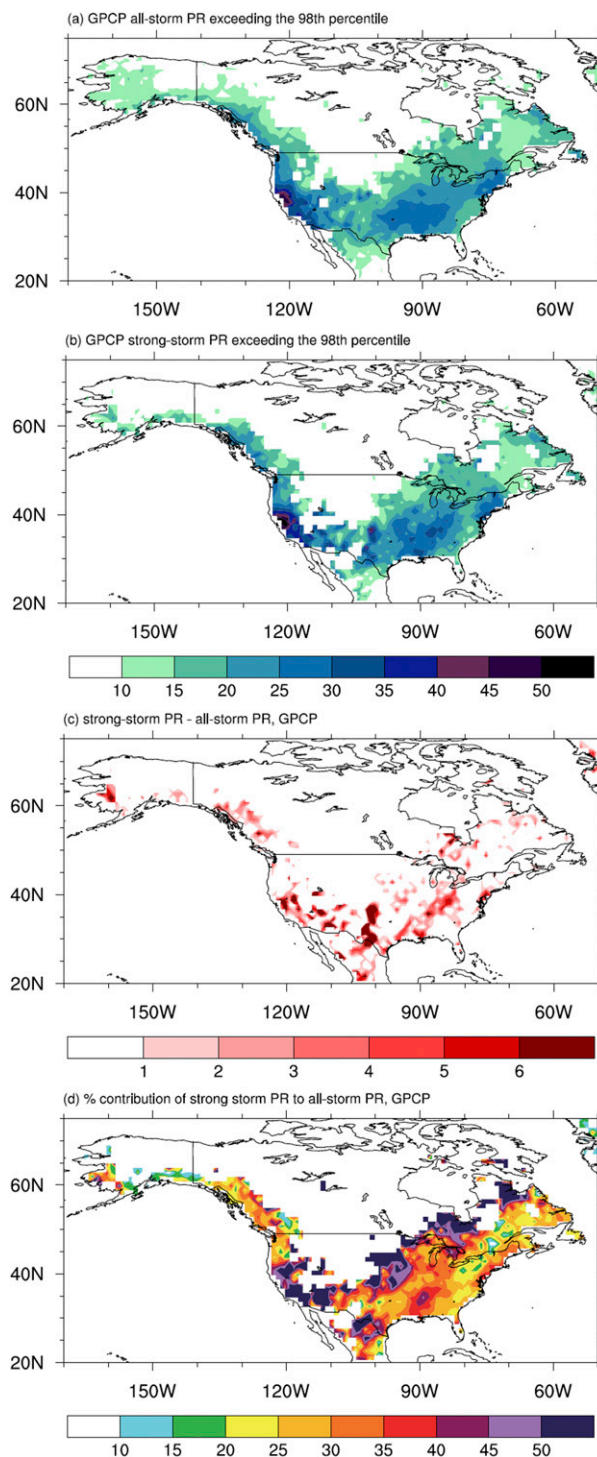 (a) GPCP all-storm PR exceeding the 98th percentile
60N
40N
20N
150W 120W 90W 60W
(b) GPCP strong-storm PR exceeding the 98th percentile
60N
40N
20N
150W 120W 90W 60W
10 15 20 25 30 35 40 45 50
(c) strong-storm PR - all-storm PR, GPCP
60N
40N
20N
150W 120W 90W 60W
1 2 3 4 5 6
(d) % contribution of strong storm PR to all-storm PR, GPCP
60N
40N
20N
150W 120W 90W 60W
10 15 20 25 30 35 40 45 50